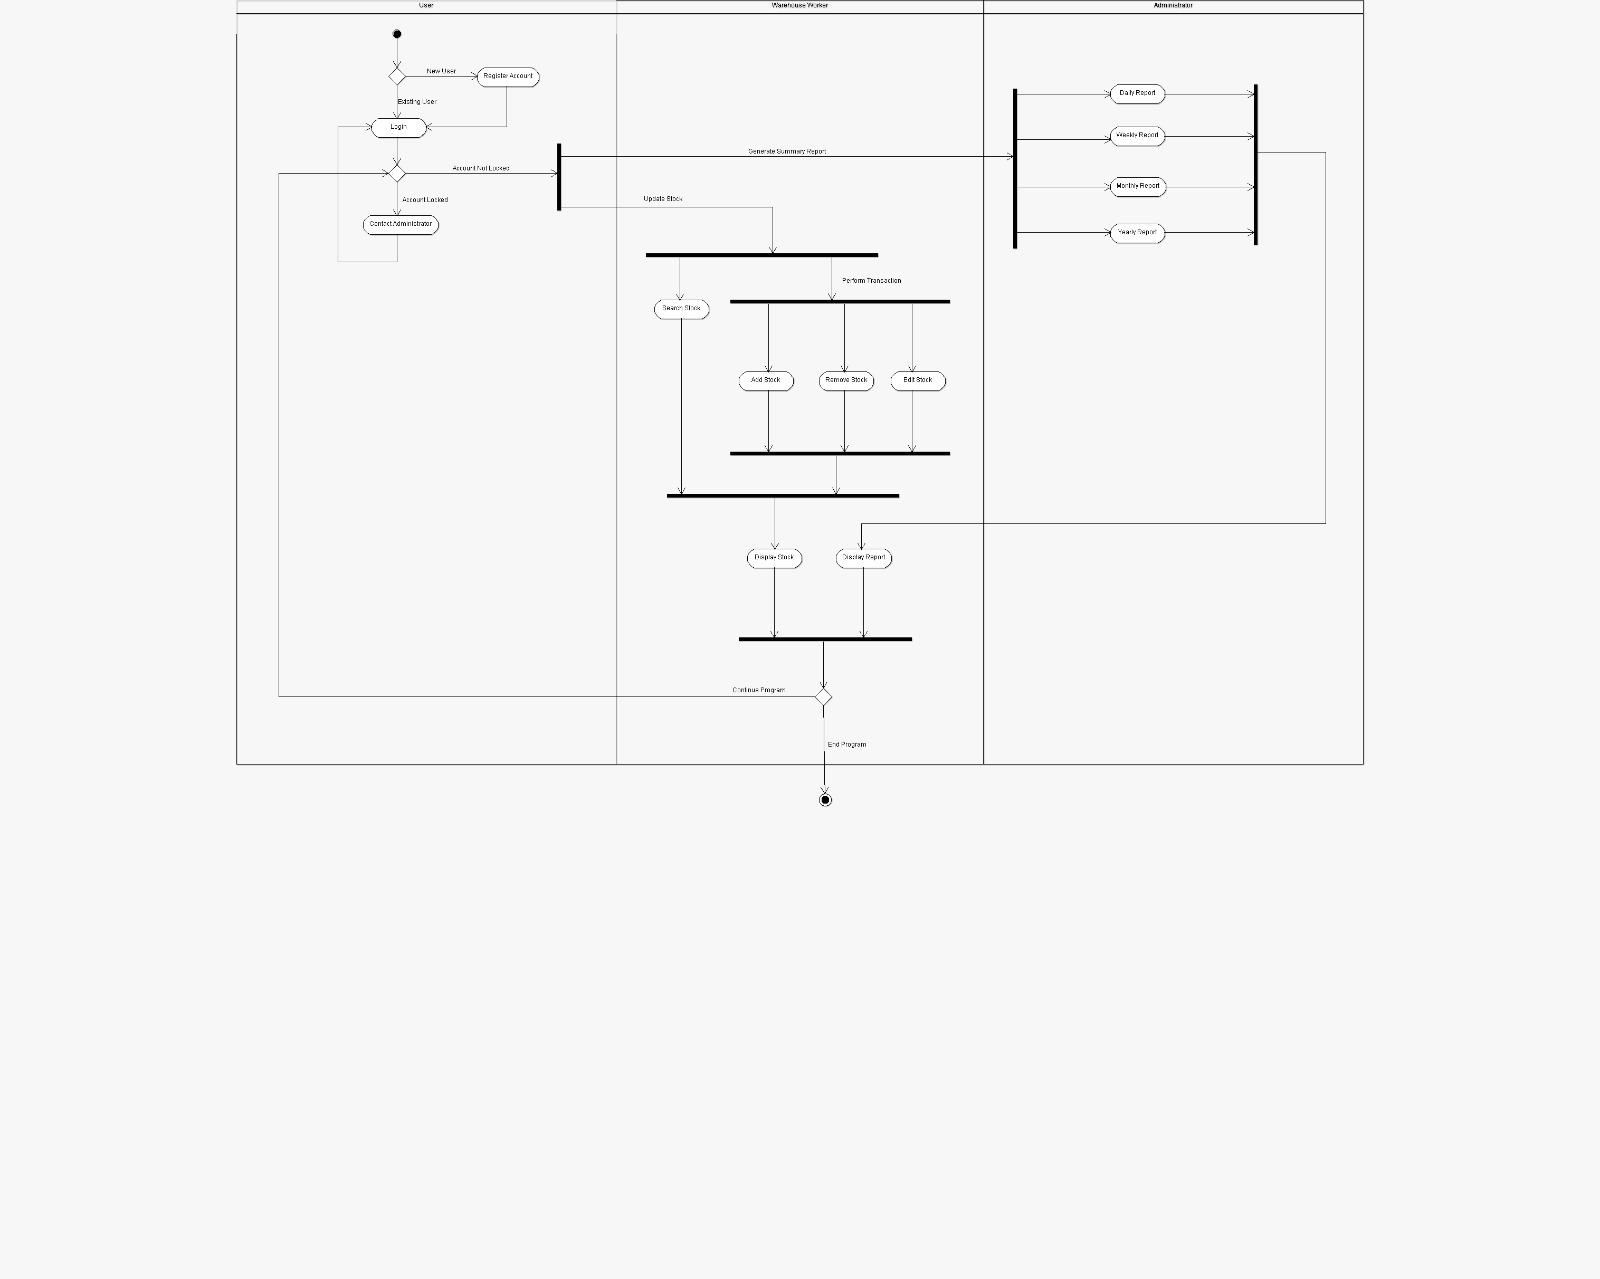 User
Warehouse Worker
Administrator
New User
Register Account
Existing User
Login
Account Not Locked
Account Locked
Contact Administrator
Generate Summary Report
Update Stock
Daily Report
Weekly Report
Monthly Report
Yearly Report
Perform Transaction
Search Stock
Add Stock
Remove Stock
Edit Stock
Display Stock
Display Report
Continue Program
End Program